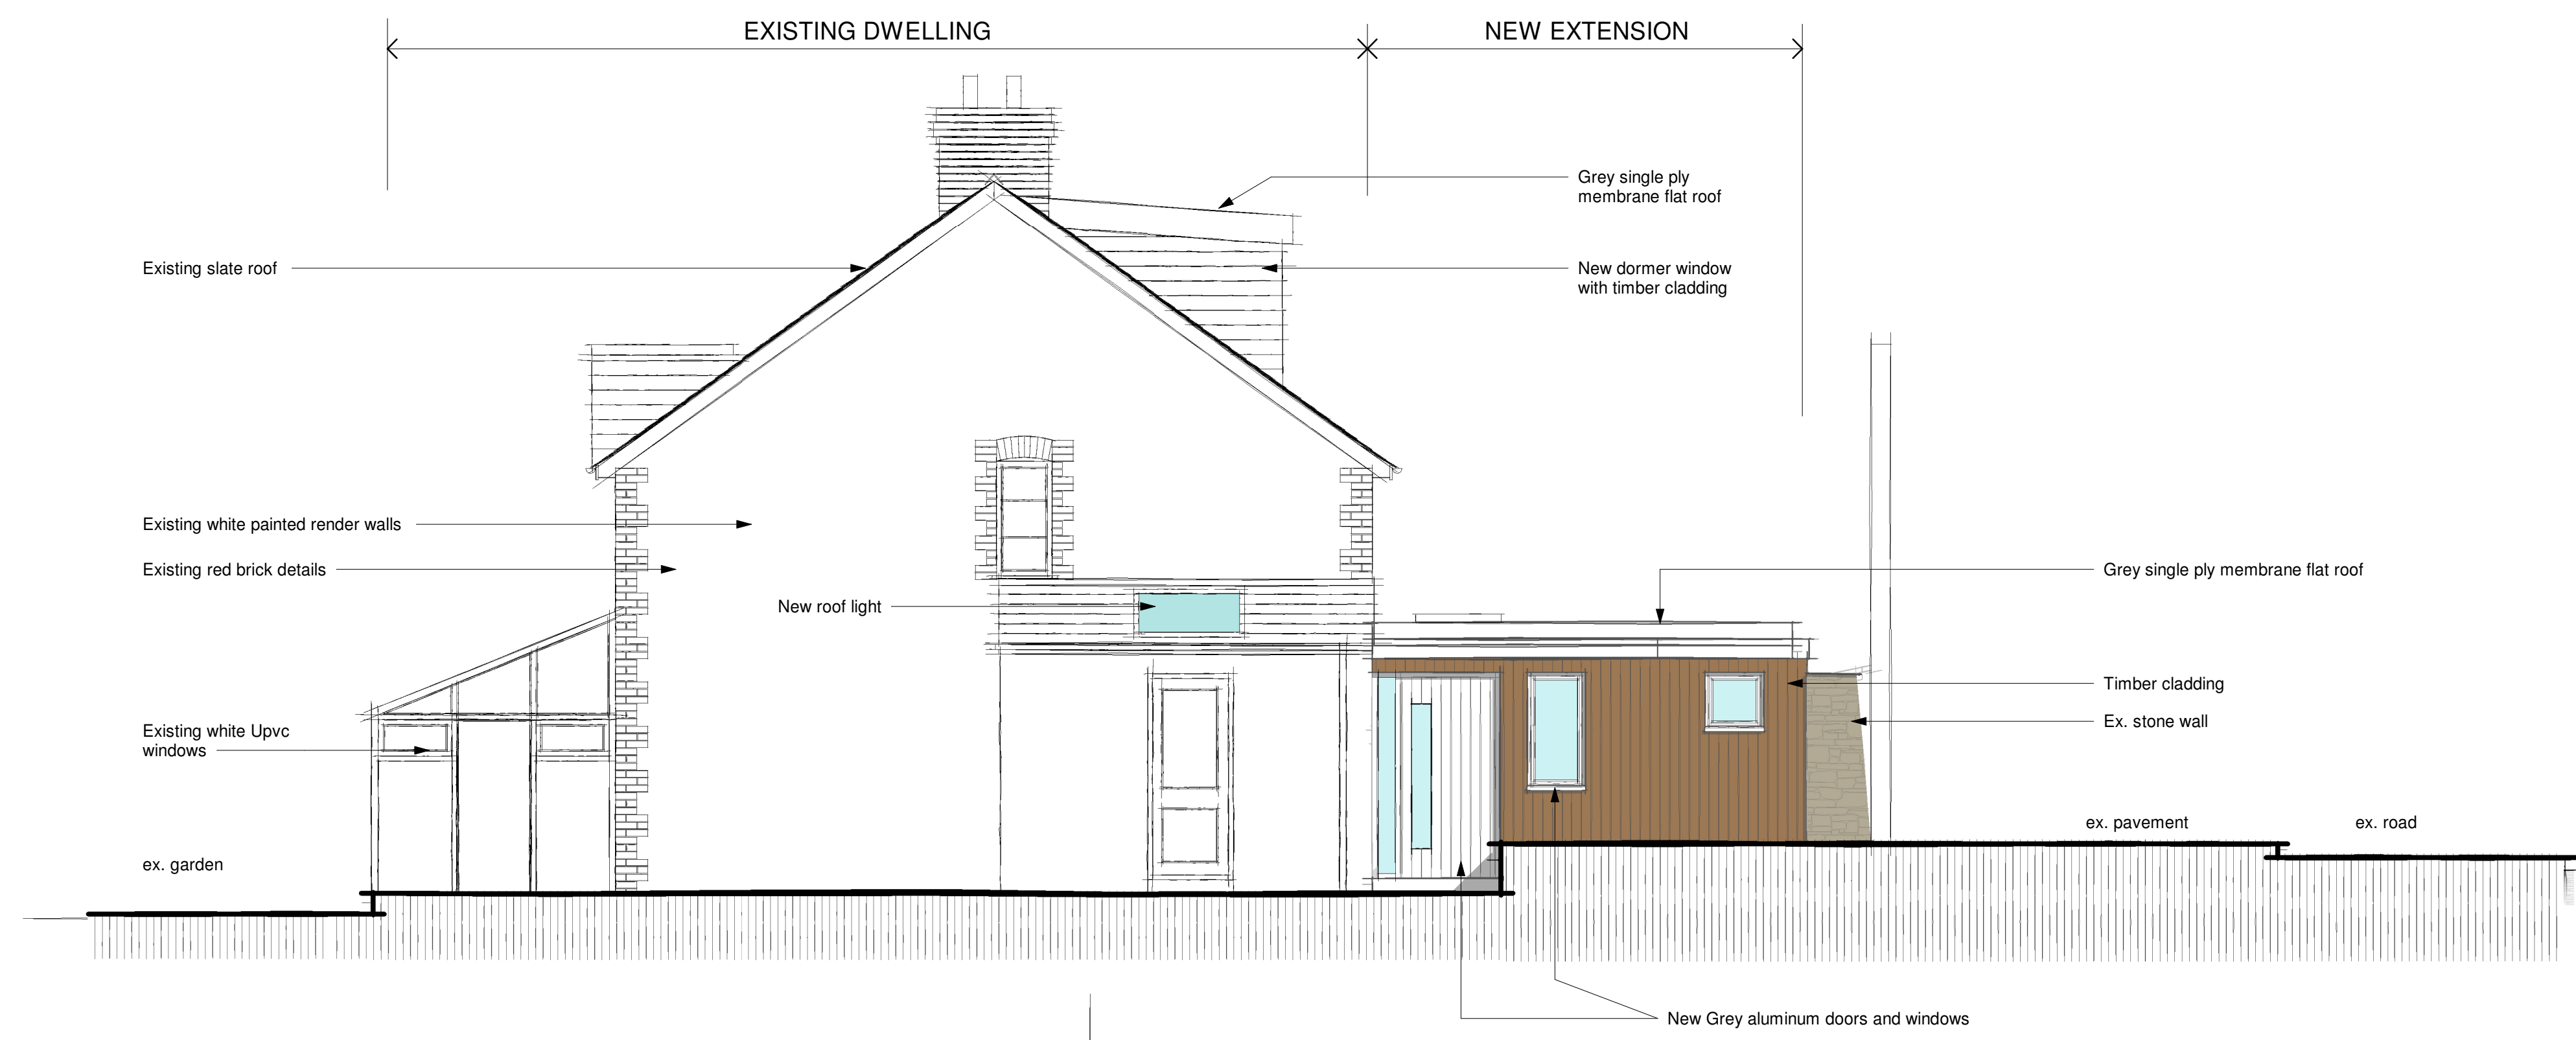 EXISTING DWELLING
NEW EXTENSION
Grey single ply
membrane flat roof
Existing slate roof
New dormer window
with timber cladding
Existing white painted render walls
Existing red brick details
Grey single ply membrane flat roof
New roof light
Timber cladding
Ex. stone wall
Existing white Upvc
windows
ex. pavement
ex. road
ex. garden
New Grey aluminum doors and windows